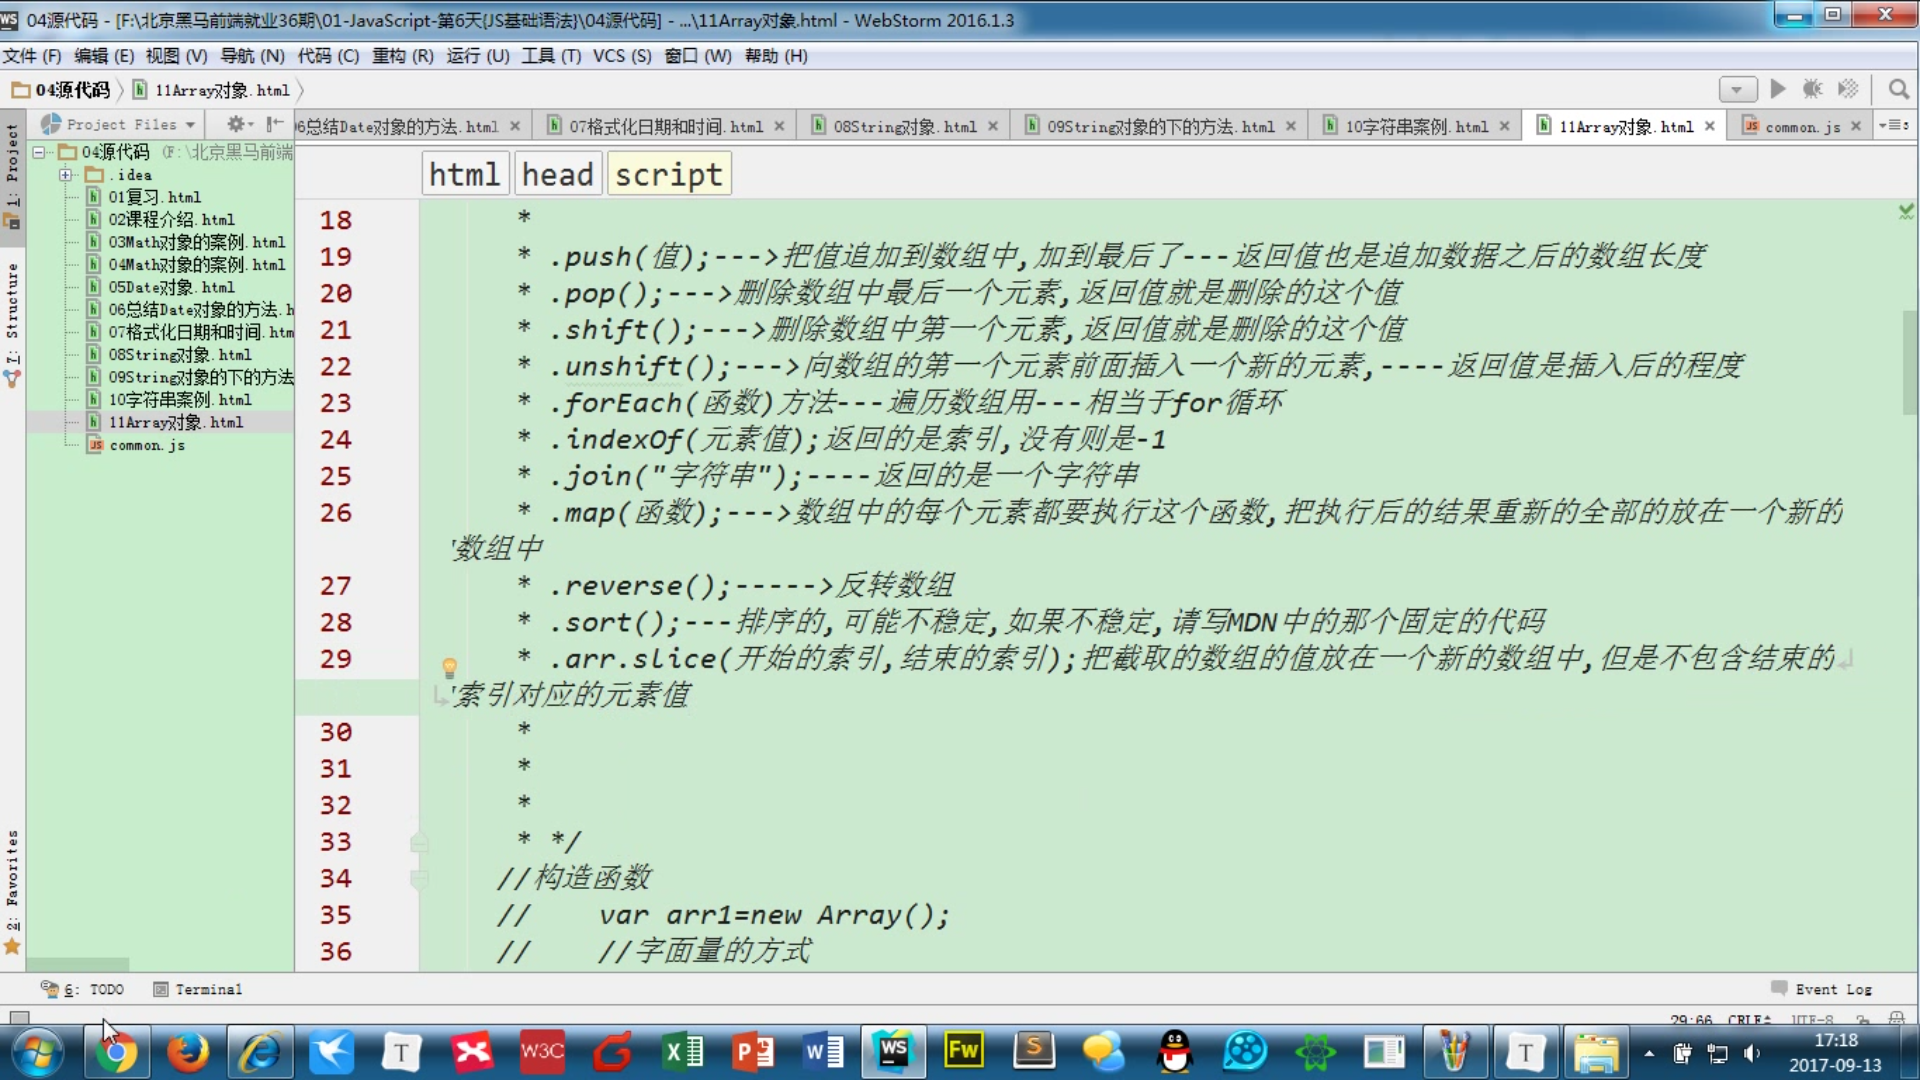 04源代码 - [F:\北京黑马前端就业36期\01-JavaScript-第6天{JS基础语法}\04源代码] - ...\11Array对象.html - WebStorm 2016.1.3
文件 (F) 编辑 (E) 视图 (V) 导航 (N) 代码 (C) 重构 (R) 运行 (U) 工具 (T) VCS (S) 窗口 (W) 帮助 (H)
04源代码 11Array对象.html
Project Files
6总结Date对象的方法.html 07格式化日期和时间.html 08String对象.html 09String对象的下的方法.html 10字符串案例.html 11Array对象.html common.js
1: Project
7: Structure
2: Favorites
04源代码 (F:\北京黑马前端
.idea
01复习.html
02课程介绍.html
03Math对象的案例.html
04Math对象的案例.html
05Date对象.html
06总结Date对象的方法.h
07格式化日期和时间.htm
08String对象.html
09String对象的下的方法
10字符串案例.html
11Array对象.html
common.js
html head script
18 *
19 * .push(值);--->把值追加到数组中,加到最后了---返回值也是追加数据之后的数组长度
20 * .pop();--->删除数组中最后一个元素,返回值就是删除的这个值
21 * .shift();--->删除数组中第一个元素,返回值就是删除的这个值
22 * .unshift();--->向数组的第一个元素前面插入一个新的元素,----返回值是插入后的程度
23 * .forEach(函数)方法---遍历数组用---相当于for循环
24 * .indexOf(元素值);返回的是索引,没有则是-1
25 * .join("字符串");----返回的是一个字符串
26 * .map(函数);--->数组中的每个元素都要执行这个函数,把执行后的结果重新的全部的放在一个新的
数组中
27 * .reverse();----->反转数组
28 * .sort();---排序的,可能不稳定,如果不稳定,请写MDN中的那个固定的代码
29 * .arr.slice(开始的索引,结束的索引);把截取的数组的值放在一个新的数组中,但是不包含结束的
索引对应的元素值
30 *
31 *
32 *
33 * */
34 //构造函数
35 // var arr1=new Array();
36 // //字面量的方式
6: TODO Terminal Event Log
29:66 CRLF UTF-8
W3C WS Fw
17:18
2017-09-13